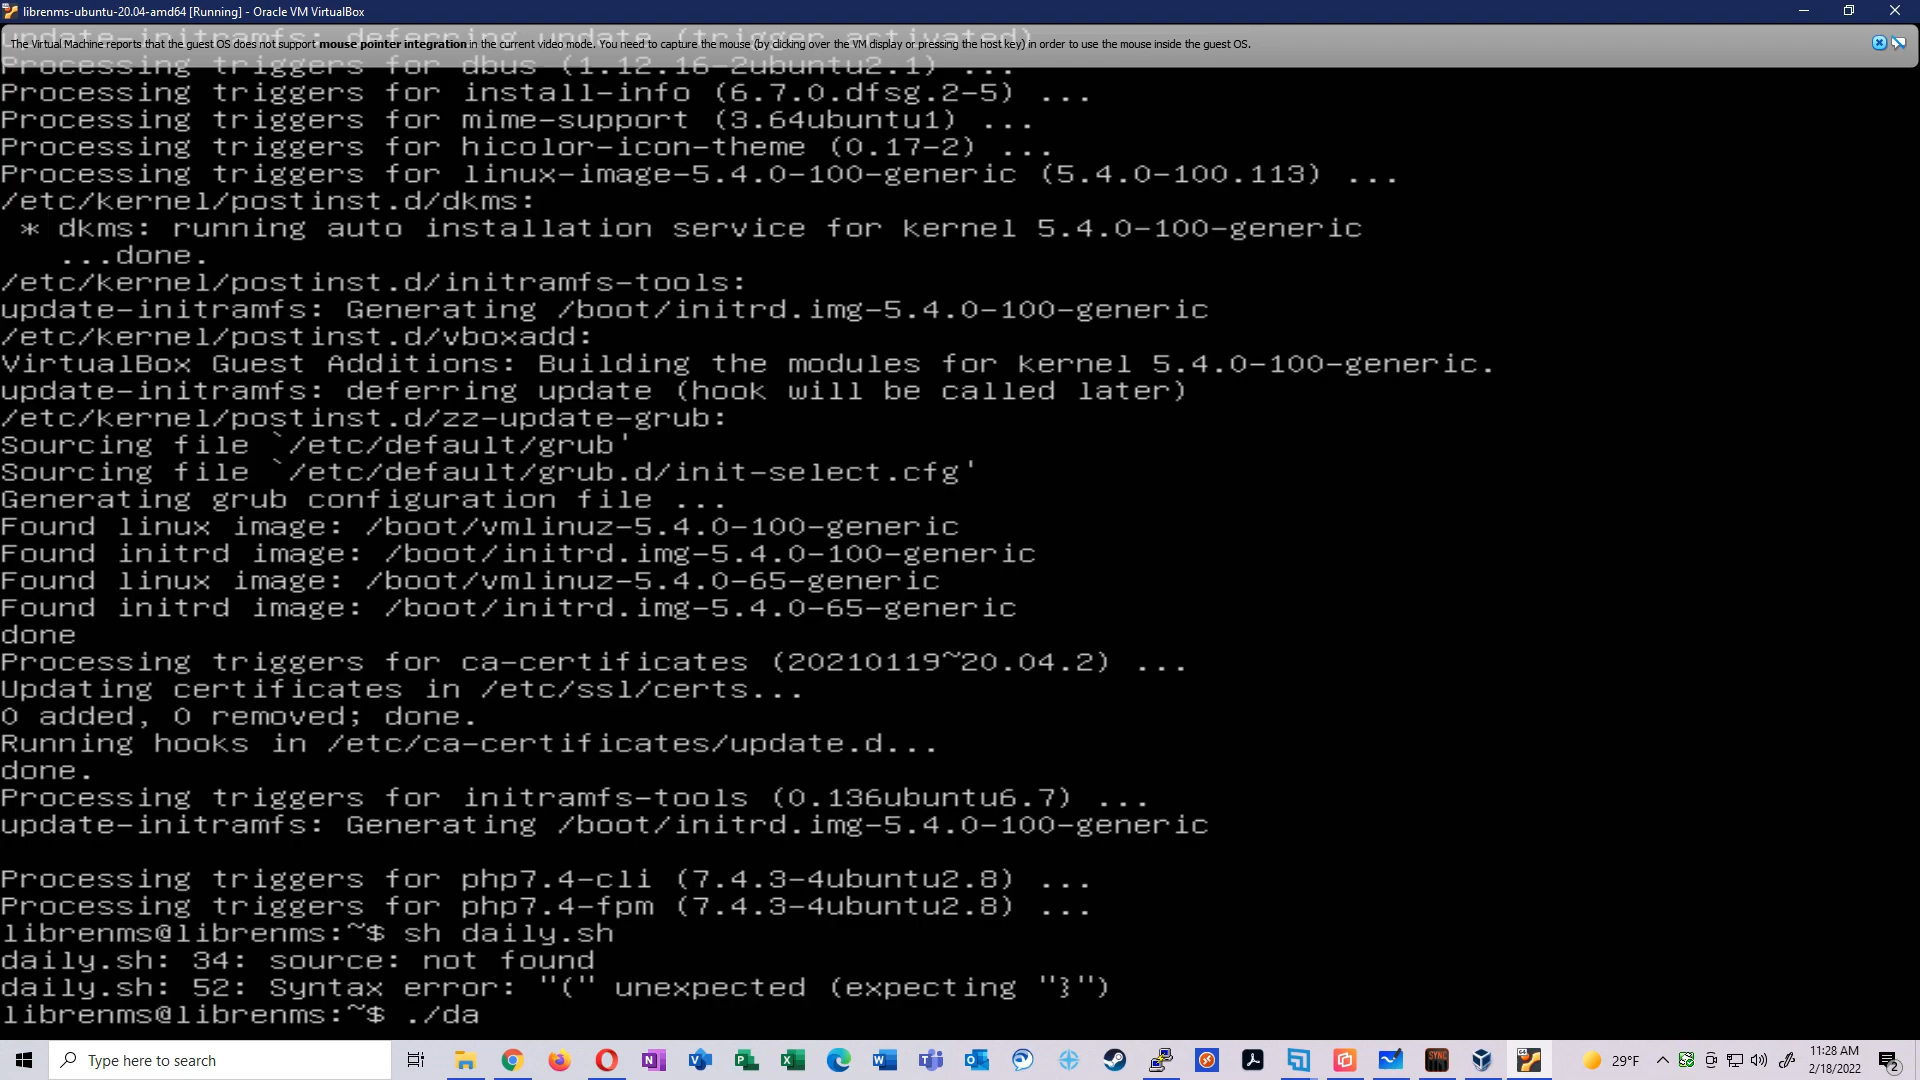 librenms-ubuntu-20.04-amd64 [Running] - Oracle VM VirtualBox
The Virtual Machine reports that the guest OS does not support mouse pointer integration in the current video mode. You need to capture the mouse (by clicking over the VM display or pressing the host key) in order to use the mouse inside the guest OS.
update-initramfs: deferring update (trigger activated)
Processing triggers for dbus (1.12.16-2ubuntu2.1) ...
Processing triggers for install-info (6.7.0.dfsg.2-5) ...
Processing triggers for mime-support (3.64ubuntu1) ...
Processing triggers for hicolor-icon-theme (0.17-2) ...
Processing triggers for linux-image-5.4.0-100-generic (5.4.0-100.113) ...
/etc/kernel/postinst.d/dkms:
 * dkms: running auto installation service for kernel 5.4.0-100-generic
   ...done.
/etc/kernel/postinst.d/initramfs-tools:
update-initramfs: Generating /boot/initrd.img-5.4.0-100-generic
/etc/kernel/postinst.d/vboxadd:
VirtualBox Guest Additions: Building the modules for kernel 5.4.0-100-generic.
update-initramfs: deferring update (hook will be called later)
/etc/kernel/postinst.d/zz-update-grub:
Sourcing file `/etc/default/grub'
Sourcing file `/etc/default/grub.d/init-select.cfg'
Generating grub configuration file ...
Found linux image: /boot/vmlinuz-5.4.0-100-generic
Found initrd image: /boot/initrd.img-5.4.0-100-generic
Found linux image: /boot/vmlinuz-5.4.0-65-generic
Found initrd image: /boot/initrd.img-5.4.0-65-generic
done
Processing triggers for ca-certificates (20210119~20.04.2) ...
Updating certificates in /etc/ssl/certs...
0 added, 0 removed; done.
Running hooks in /etc/ca-certificates/update.d...
done.
Processing triggers for initramfs-tools (0.136ubuntu6.7) ...
update-initramfs: Generating /boot/initrd.img-5.4.0-100-generic
Processing triggers for php7.4-cli (7.4.3-4ubuntu2.8) ...
Processing triggers for php7.4-fpm (7.4.3-4ubuntu2.8) ...
librenms@librenms:~$ sh daily.sh
daily.sh: 34: source: not found
daily.sh: 52: Syntax error: "(" unexpected (expecting "}")
librenms@librenms:~$ ./da
Type here to search
29°F
11:28 AM
2/18/2022
2